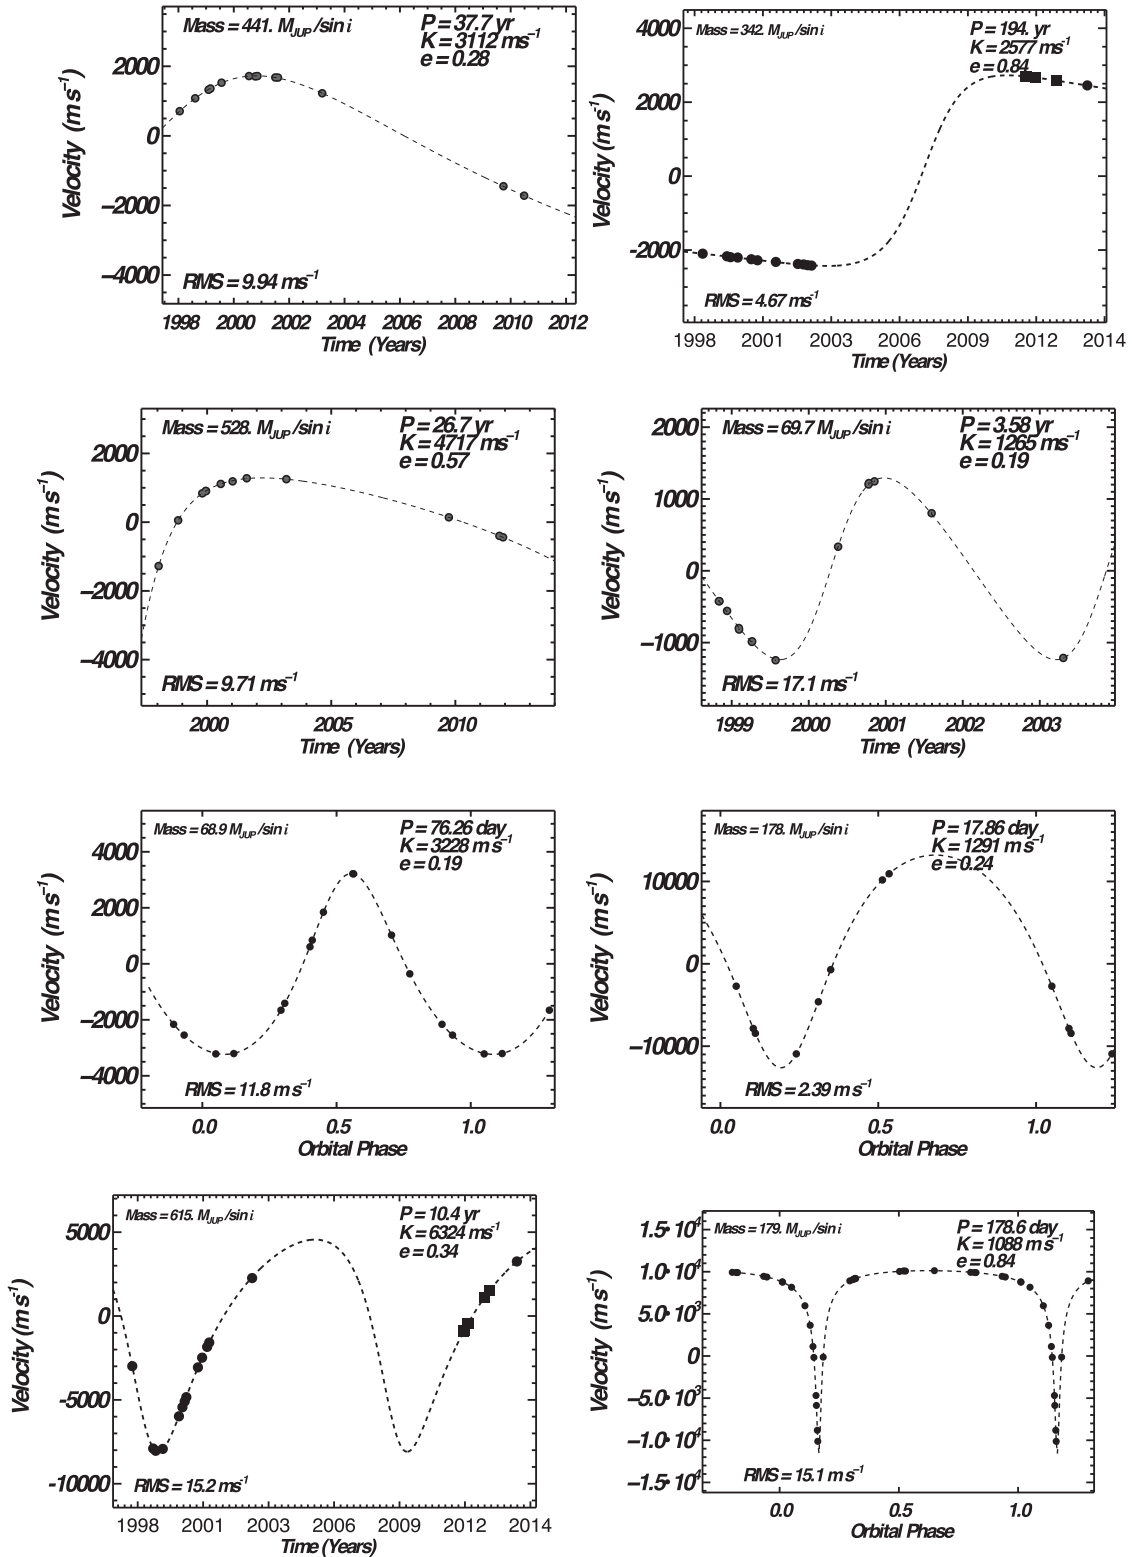 Mass = 441. M_JUP/sin i
P = 37.7 yr
K = 3112 ms⁻¹
e = 0.28
2000
0
−2000
−4000
Velocity (ms⁻¹)
RMS = 9.94 ms⁻¹
1998 2000 2002 2004 2006 2008 2010 2012
Time (Years)
Mass = 342. M_JUP/sin i
P = 194. yr
K = 2577 ms⁻¹
e = 0.84
4000
2000
0
-2000
Velocity (ms⁻¹)
RMS = 4.67 ms⁻¹
1998 2001 2003 2006 2009 2012 2014
Time (Years)
Mass = 528. M_JUP/sin i
P = 26.7 yr
K = 4717 ms⁻¹
e = 0.57
2000
0
−2000
−4000
Velocity (ms⁻¹)
RMS = 9.71 ms⁻¹
2000 2005 2010
Time (Years)
Mass = 69.7 M_JUP/sin i
P = 3.58 yr
K = 1265 ms⁻¹
e = 0.19
2000
1000
0
−1000
Velocity (ms⁻¹)
RMS = 17.1 ms⁻¹
1999 2000 2001 2002 2003
Time (Years)
Mass = 68.9 M_JUP/sin i
P = 76.26 day
K = 3228 ms⁻¹
e = 0.19
4000
2000
0
−2000
−4000
Velocity (ms⁻¹)
RMS = 11.8 ms⁻¹
0.0 0.5 1.0
Orbital Phase
Mass = 178. M_JUP/sin i
P = 17.86 day
K = 1291 ms⁻¹
e = 0.24
10000
0
−10000
Velocity (ms⁻¹)
RMS = 2.39 ms⁻¹
0.0 0.5 1.0
Orbital Phase
Mass = 615. M_JUP/sin i
P = 10.4 yr
K = 6324 ms⁻¹
e = 0.34
5000
0
-5000
-10000
Velocity (ms⁻¹)
RMS = 15.2 ms⁻¹
1998 2001 2003 2006 2009 2012 2014
Time (Years)
Mass = 179. M_JUP/sin i
P = 178.6 day
K = 1088 ms⁻¹
e = 0.84
1.5•10⁴
1.0•10⁴
5.0•10³
0
−5.0•10³
−1.0•10⁴
−1.5•10⁴
Velocity (ms⁻¹)
RMS = 15.1 ms⁻¹
0.0 0.5 1.0
Orbital Phase